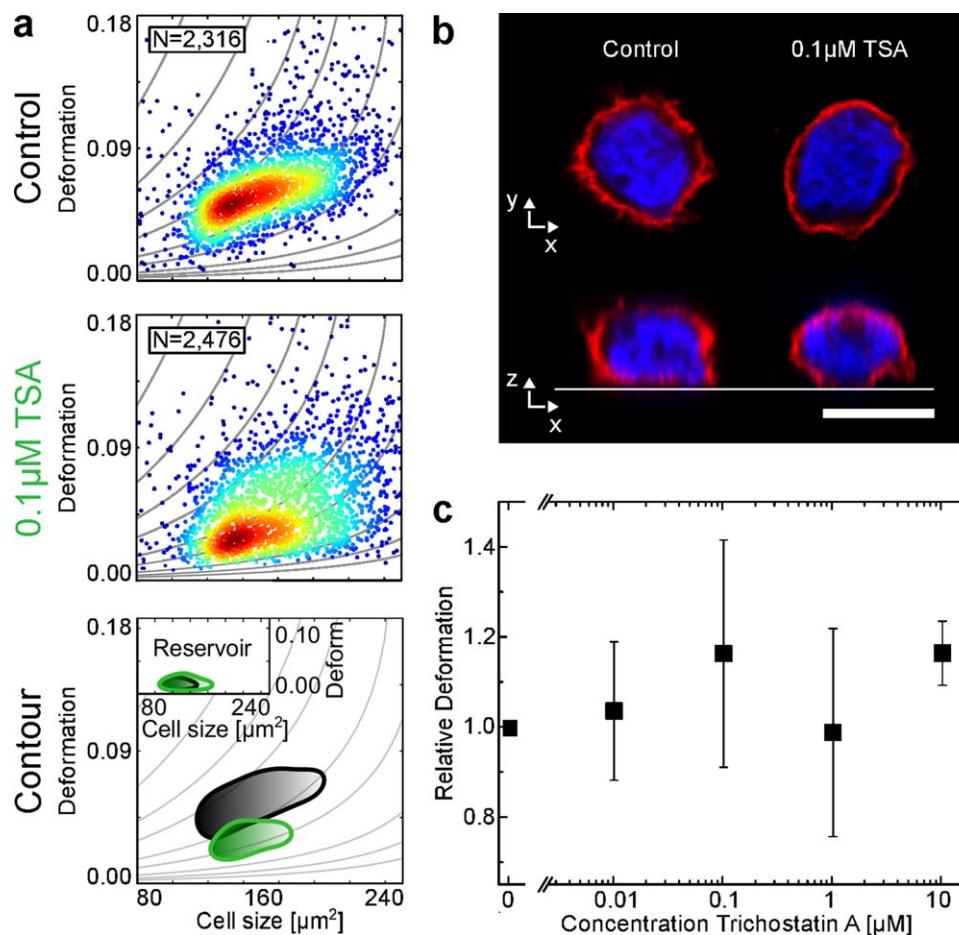 a
Control
Deformation
0.18
0.09
0.00
N=2,316
0.1µM TSA
Deformation
0.18
0.09
0.00
N=2,476
Contour
Deformation
0.18
0.09
0.00
Reservoir
0.10
0.00
Deform
80 240
Cell size [µm²]
80 160 240
Cell size [µm²]
b
Control 0.1µM TSA
y
x
z
x
c
Relative Deformation
1.4
1.2
1.0
0.8
0 0.01 0.1 1 10
Concentration Trichostatin A [µM]